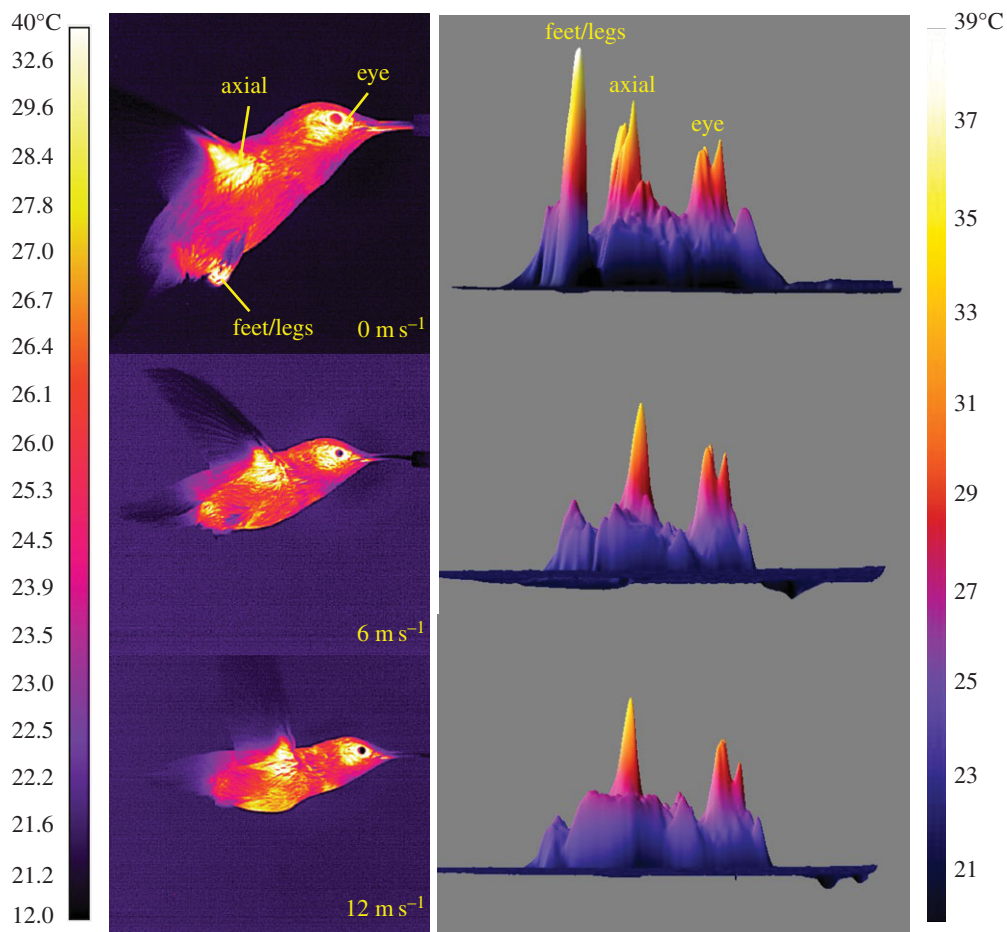 40°C
32.6
29.6
28.4
27.8
27.0
26.7
26.4
26.1
26.0
25.3
24.5
23.9
23.5
23.0
22.5
22.2
21.6
21.2
12.0
axial
eye
feet/legs
0 m s⁻¹
6 m s⁻¹
12 m s⁻¹
feet/legs
axial
eye
39°C
37
35
33
31
29
27
25
23
21